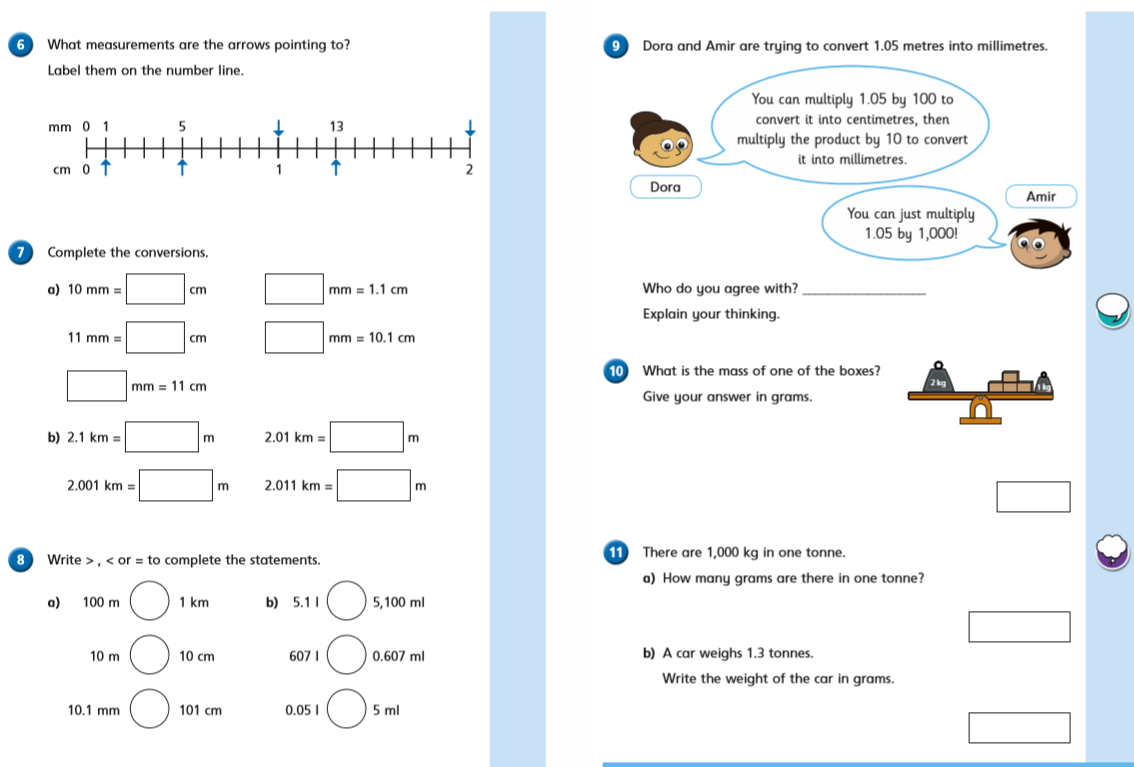 6 What measurements are the arrows pointing to?
Label them on the number line.
mm 0 1 5 13
cm 0 1 2
7 Complete the conversions.
a) 10 mm = cm mm = 1.1 cm
11 mm = cm mm = 10.1 cm
mm = 11 cm
b) 2.1 km = m 2.01 km = m
2.001 km = m 2.011 km = m
8 Write > , < or = to complete the statements.
a) 100 m 1 km b) 5.1 l 5,100 ml
10 m 10 cm 607 l 0.607 ml
10.1 mm 101 cm 0.05 l 5 ml
9 Dora and Amir are trying to convert 1.05 metres into millimetres.
You can multiply 1.05 by 100 to
convert it into centimetres, then
multiply the product by 10 to convert
it into millimetres.
Dora
Amir
You can just multiply
1.05 by 1,000!
Who do you agree with? ____________________
Explain your thinking.
10 What is the mass of one of the boxes?
Give your answer in grams.
2 kg
1 kg
11 There are 1,000 kg in one tonne.
a) How many grams are there in one tonne?
b) A car weighs 1.3 tonnes.
Write the weight of the car in grams.